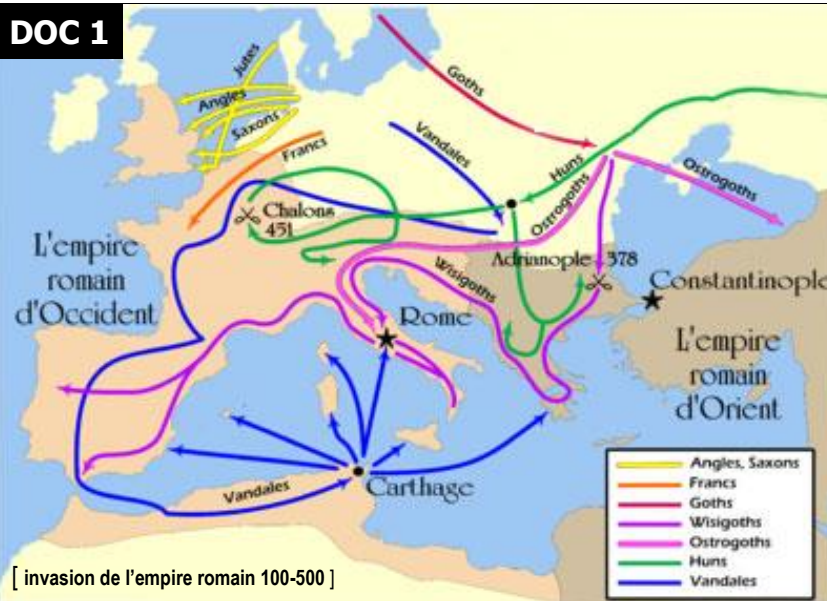 DOC 1
Jutes
Angles
Saxons
Francs
Goths
Vandales
Huns
Ostrogoths
Ostrogoths
Chalons
451
L'empire
romain
d'Occident
Adrianople 378
Wisigoths
Constantinople
Rome
L'empire
romain
d'Orient
Carthage
Vandales
Angles, Saxons
Francs
Goths
Wisigoths
Ostrogoths
Huns
Vandales
[ invasion de l'empire romain 100-500 ]